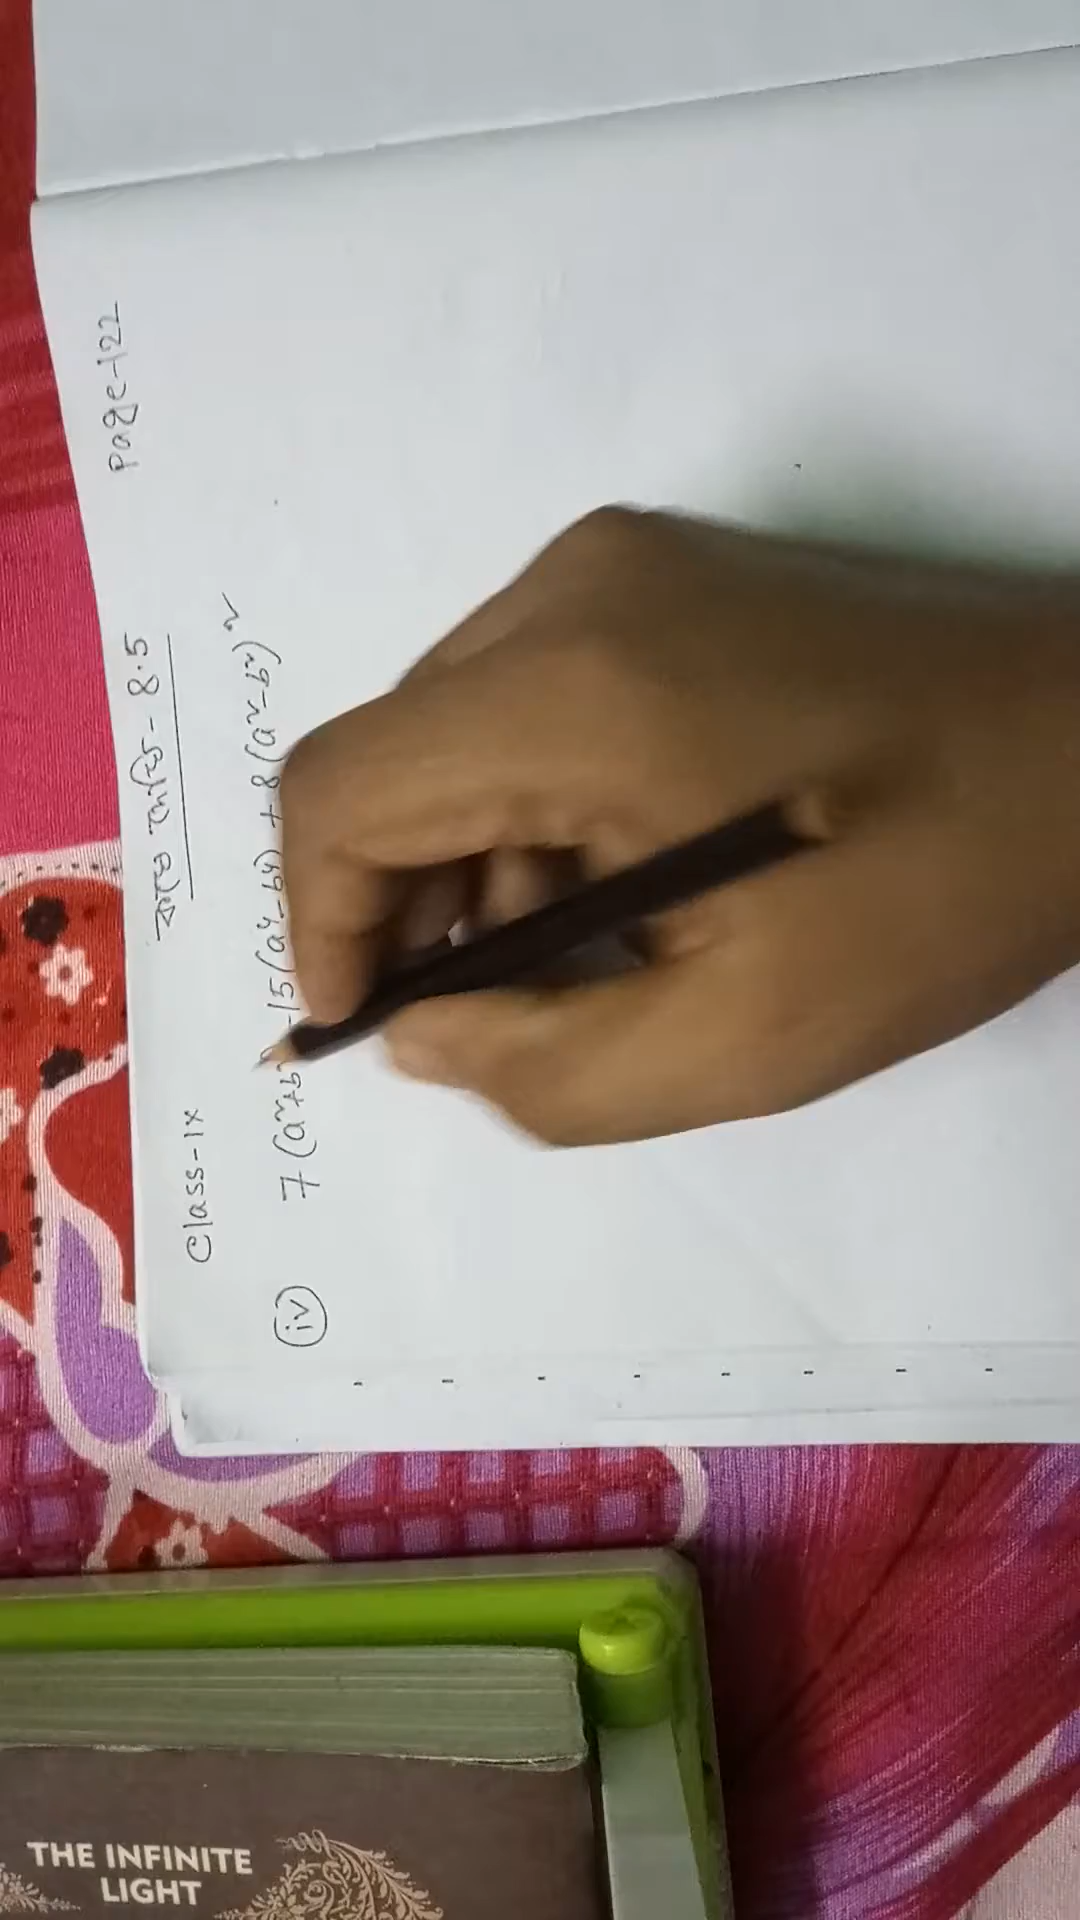 কষে দেখি - 8.5 Page-122
Class-IX
(iv) 7(a²+b²)² -15(a⁴-b⁴) + 8(a²-b²)²
THE INFINITE
LIGHT